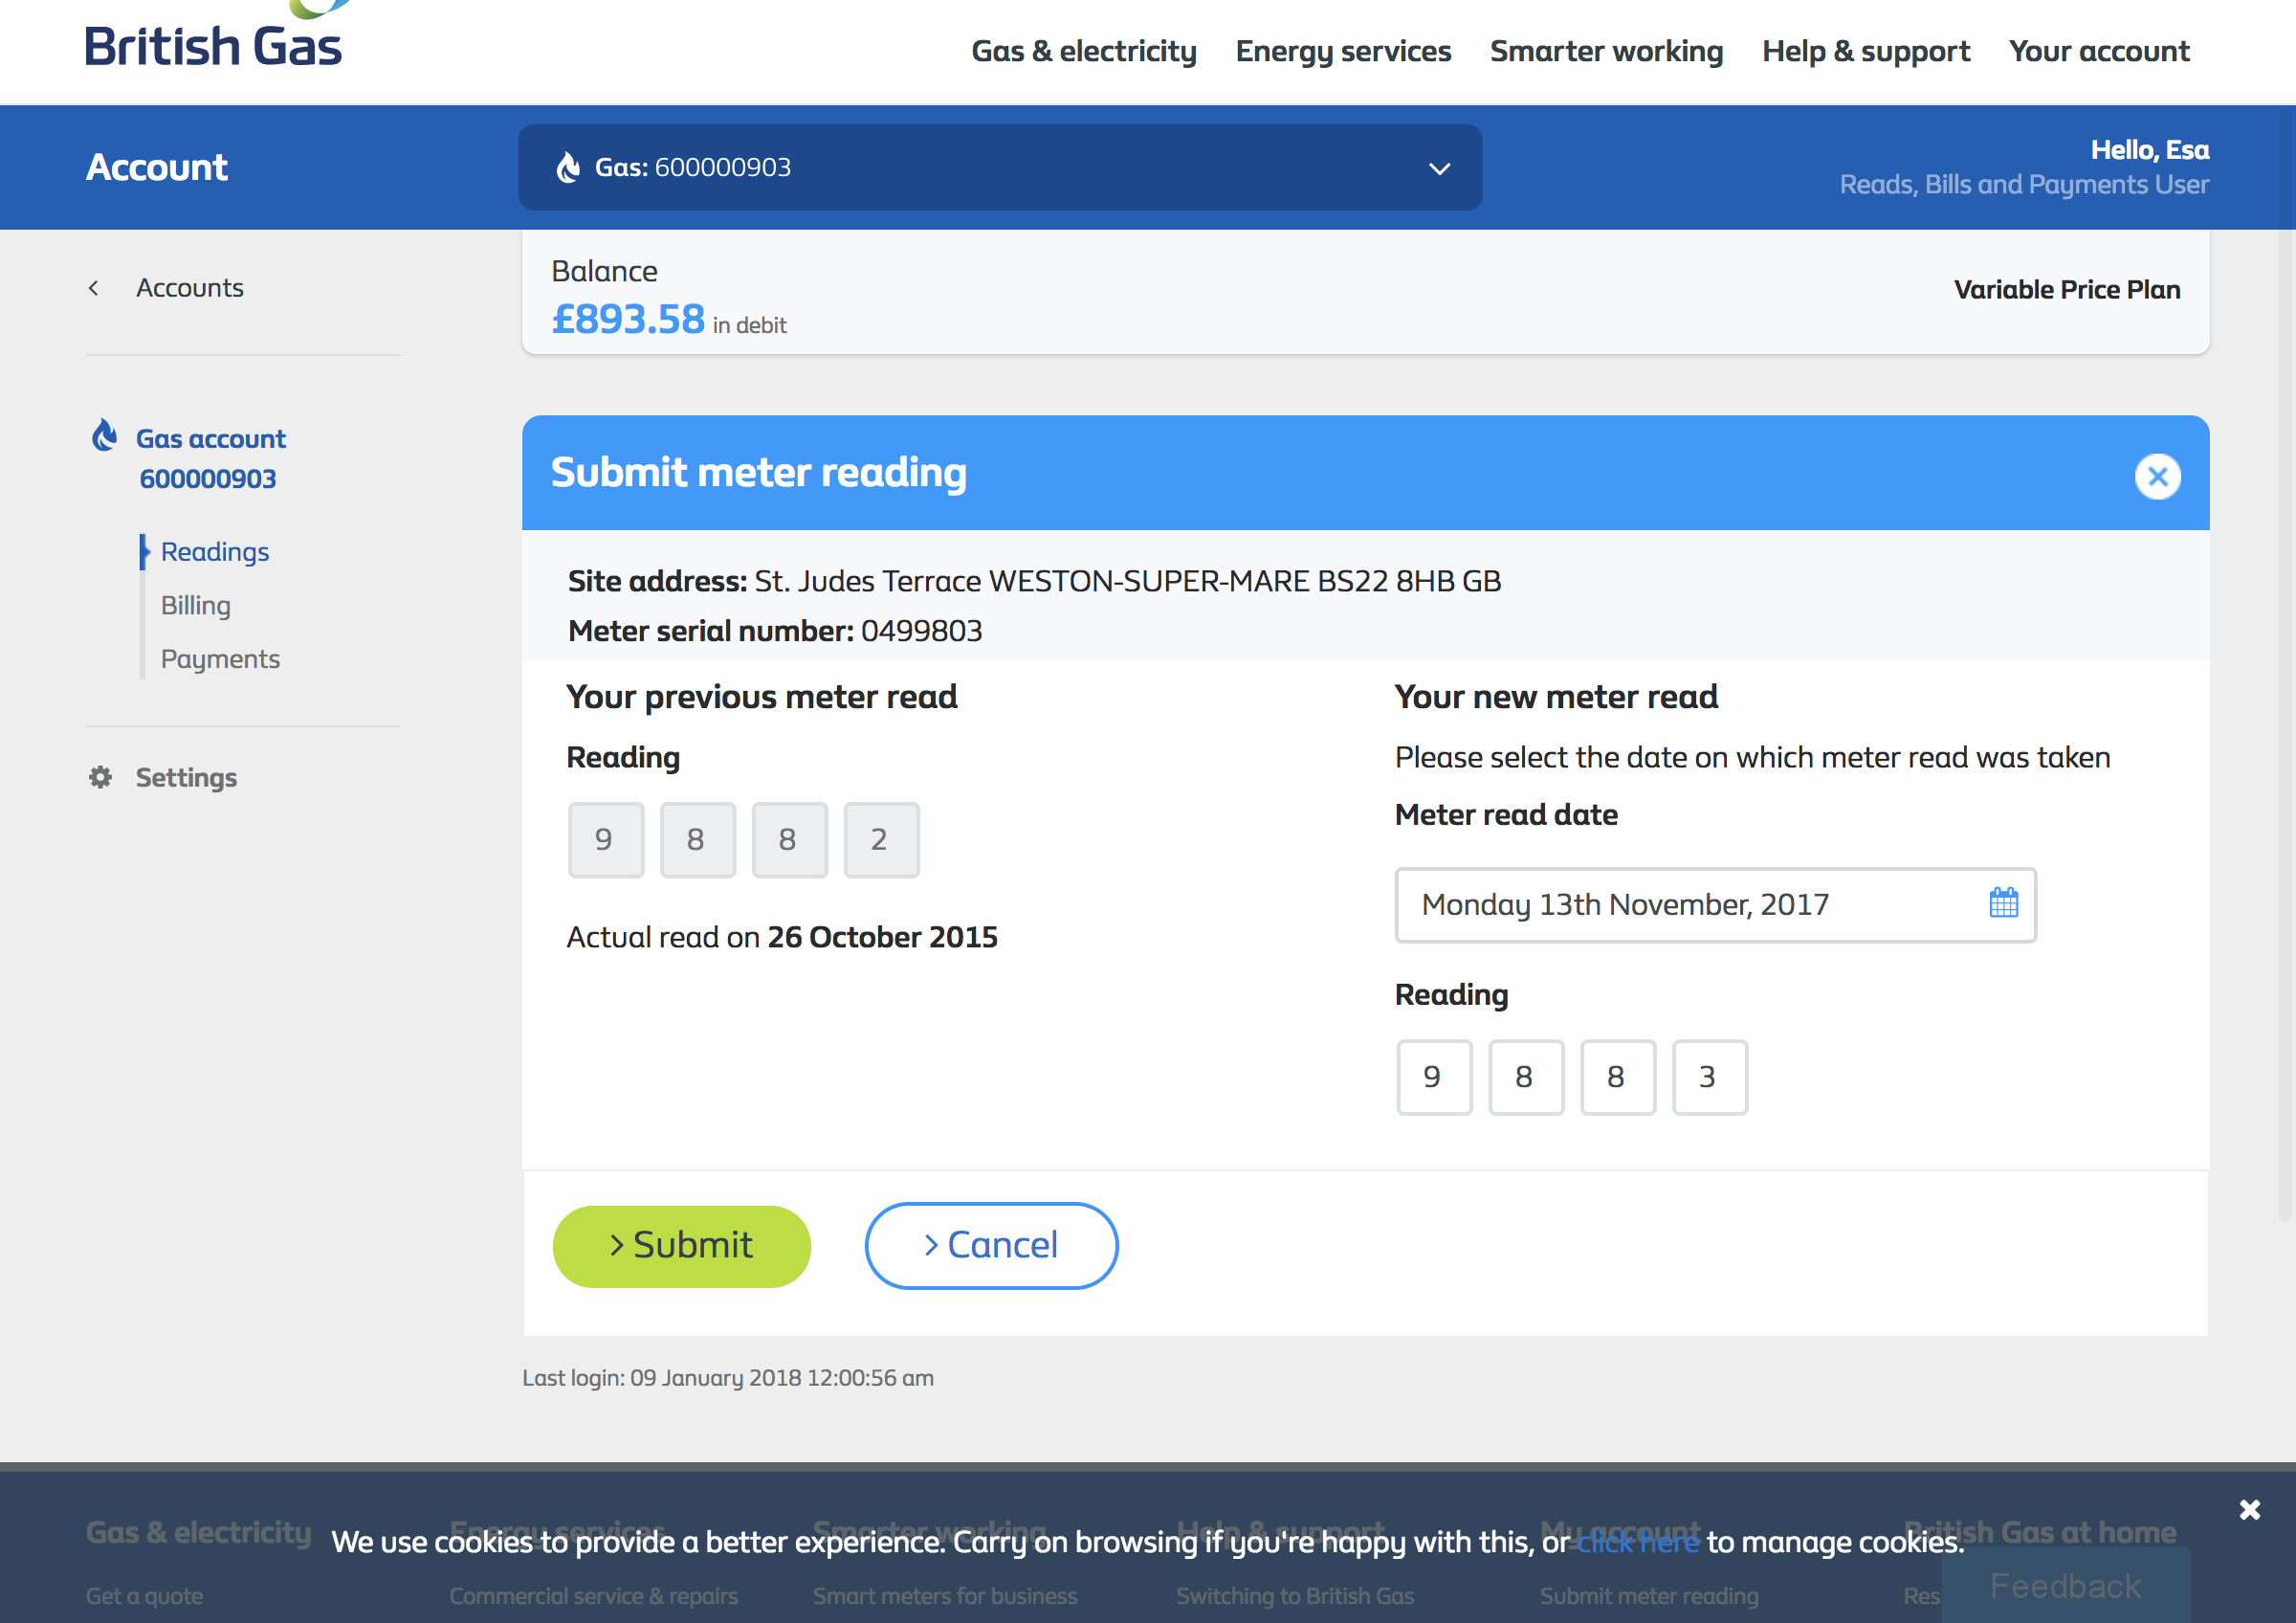 British Gas
Gas & electricity Energy services Smarter working Help & support Your account
Account
Gas: 600000903
Hello, Esa
Reads, Bills and Payments User
Accounts
Balance
£893.58 in debit
Variable Price Plan
Gas account
600000903
Readings
Billing
Payments
Settings
Submit meter reading
Site address: St. Judes Terrace WESTON-SUPER-MARE BS22 8HB GB
Meter serial number: 0499803
Your previous meter read
Reading
9 8 8 2
Actual read on 26 October 2015
Your new meter read
Please select the date on which meter read was taken
Meter read date
Monday 13th November, 2017
Reading
9 8 8 3
Submit
Cancel
Last login: 09 January 2018 12:00:56 am
Gas & electricity Energy services Smarter working Help & support My account British Gas at home
We use cookies to provide a better experience. Carry on browsing if you're happy with this, or click here to manage cookies.
Get a quote Commercial service & repairs Smart meters for business Switching to British Gas Submit meter reading Res
Feedback